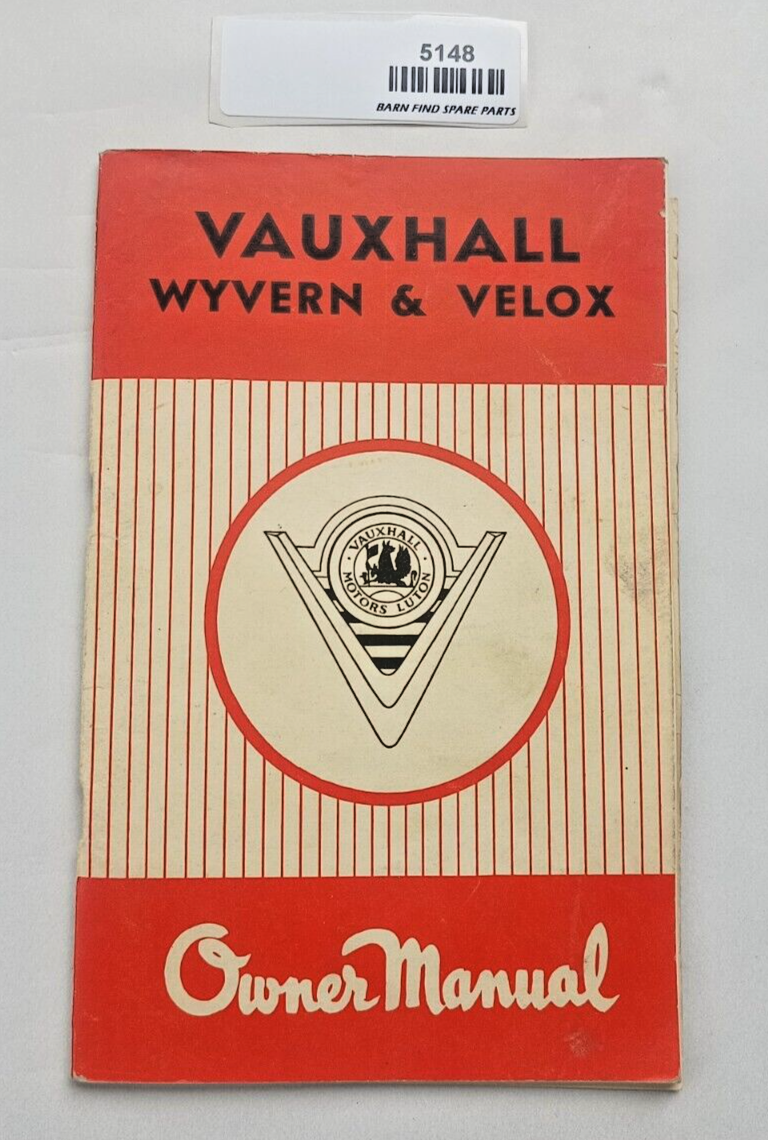 5148
BARN FIND SPARE PARTS
VAUXHALL
WYVERN & VELOX
VAUXHALL
MOTORS LUTON
Owner Manual